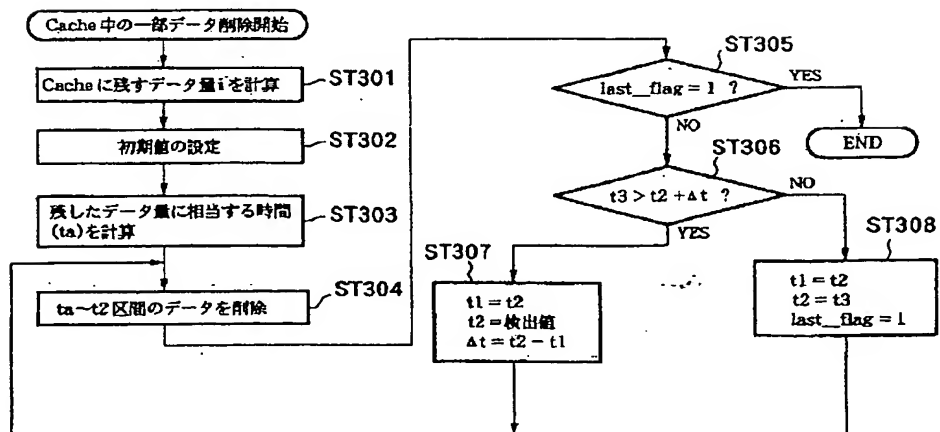 Cache 中の一部データ削除開始
Cacheに残すデータ量iを計算
ST301
初期値の設定
ST302
残したデータ量に相当する時間
(ta)を計算
ST303
ta〜t2区間のデータを削除
ST304
last_flag = 1 ?
ST305
YES
END
NO
t3 > t2 + Δt ?
ST306
NO
YES
ST307
t1 = t2
t2 = 検出値
Δt = t2 − t1
ST308
t1 = t2
t2 = t3
last_flag = 1